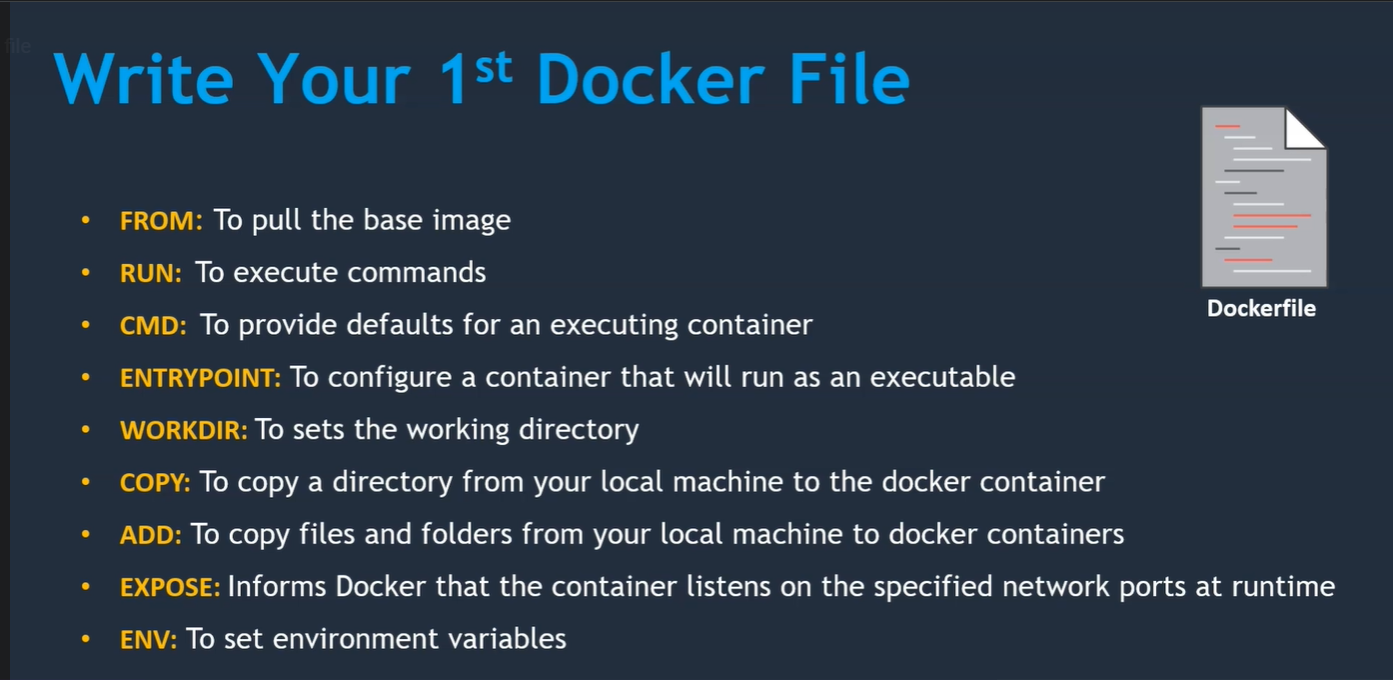 file
Write Your 1st Docker File
Dockerfile
• FROM: To pull the base image
• RUN: To execute commands
• CMD: To provide defaults for an executing container
• ENTRYPOINT: To configure a container that will run as an executable
• WORKDIR: To sets the working directory
• COPY: To copy a directory from your local machine to the docker container
• ADD: To copy files and folders from your local machine to docker containers
• EXPOSE: Informs Docker that the container listens on the specified network ports at runtime
• ENV: To set environment variables